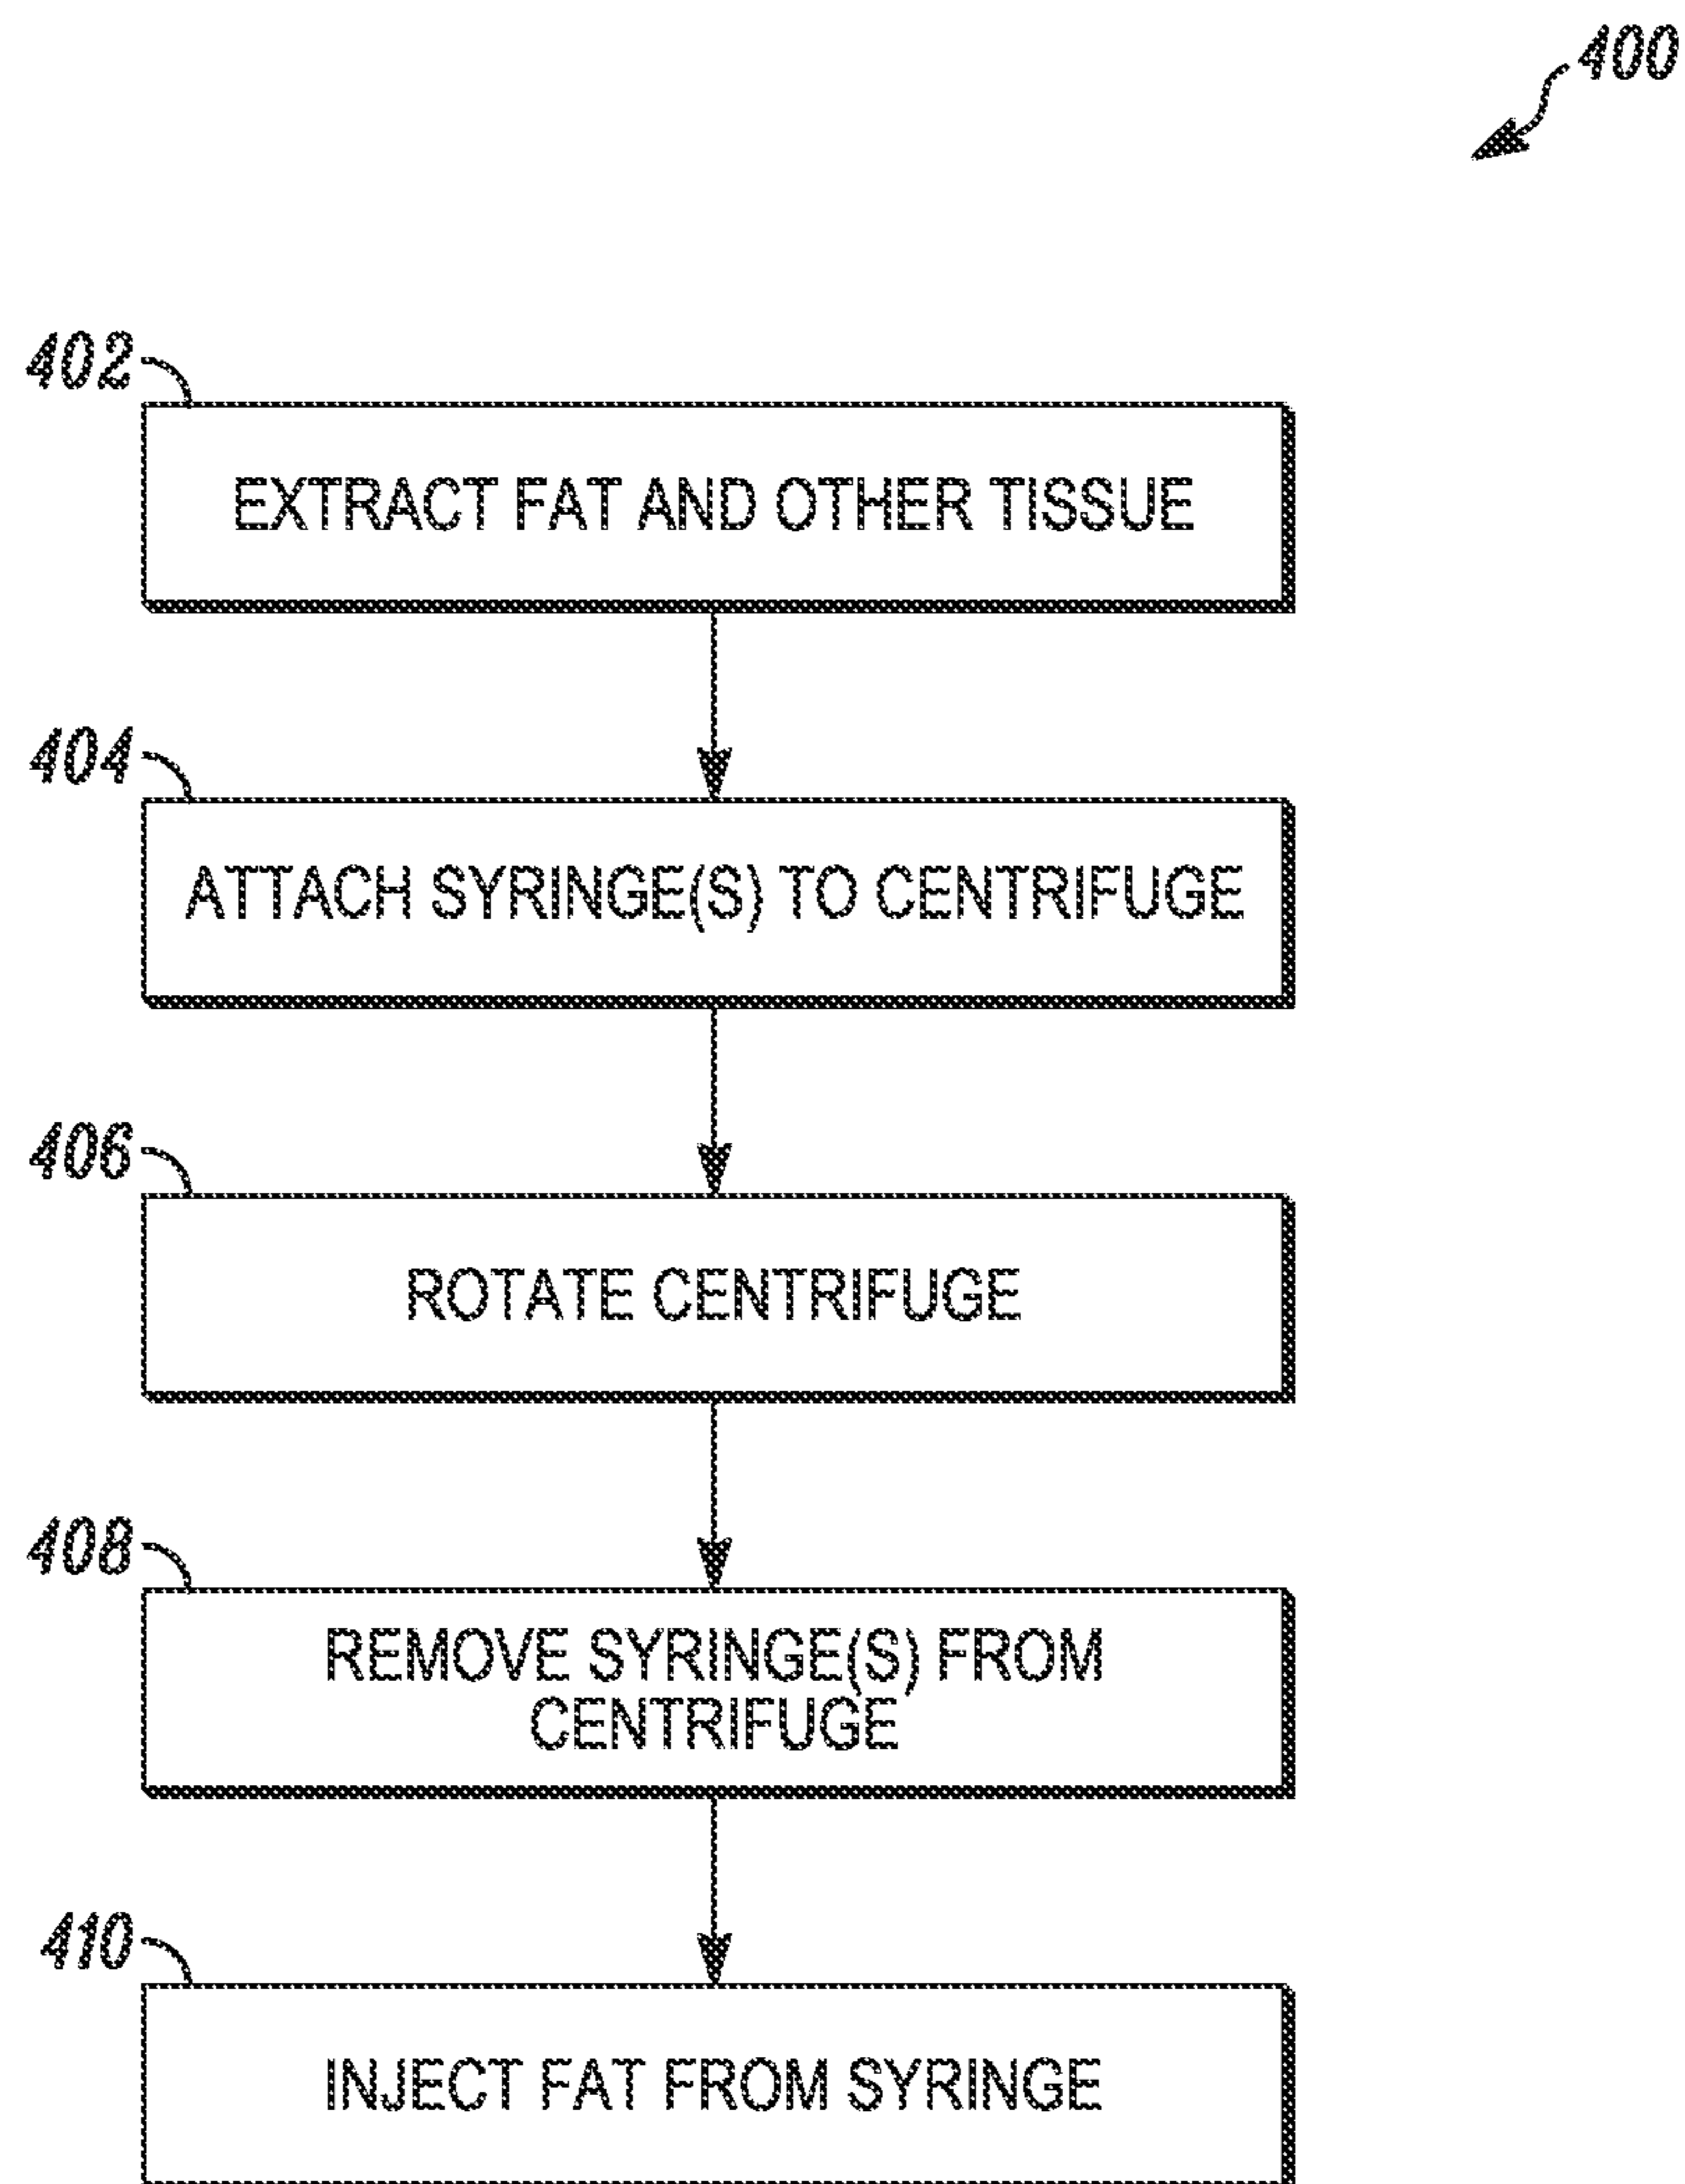 400
402
EXTRACT FAT AND OTHER TISSUE
404
ATTACH SYRINGE(S) TO CENTRIFUGE
406
ROTATE CENTRIFUGE
408
REMOVE SYRINGE(S) FROM
CENTRIFUGE
410
INJECT FAT FROM SYRINGE